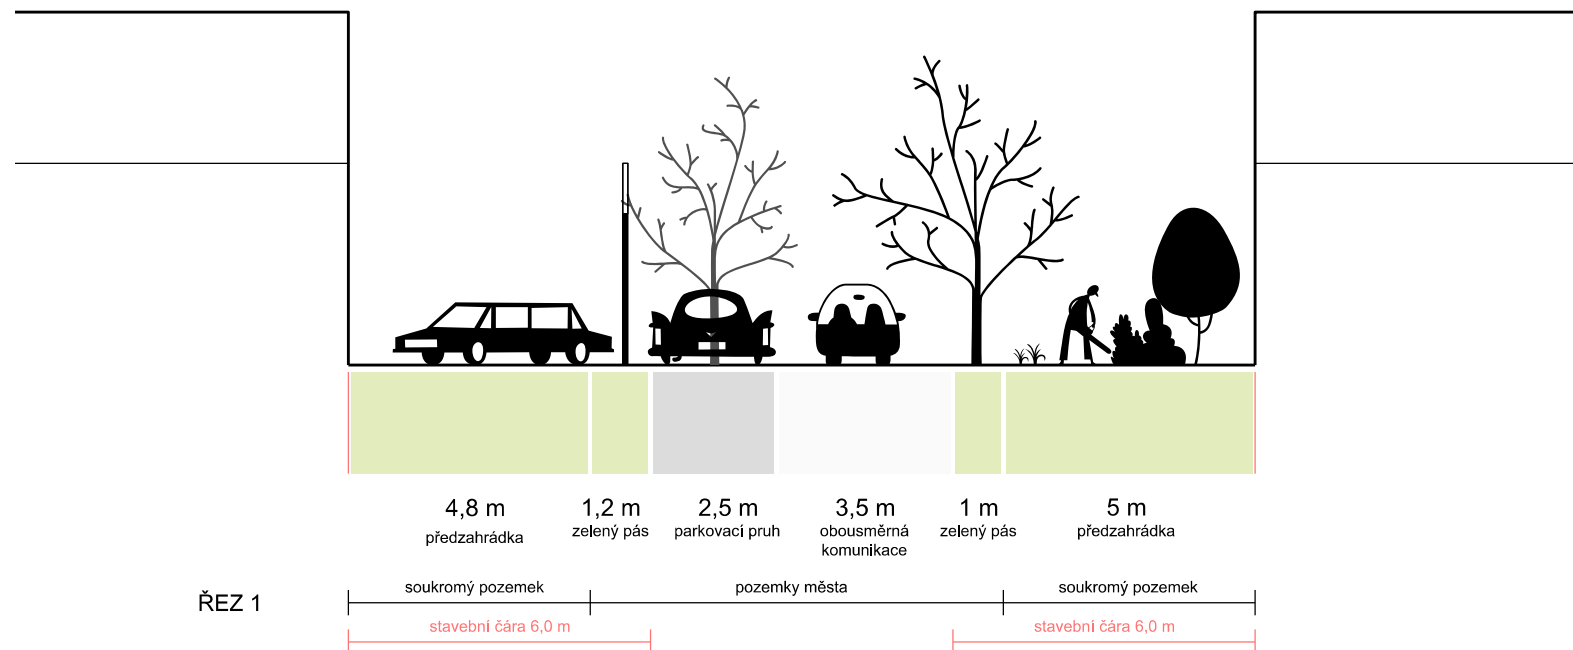 4,8 m
předzahrádka
1,2 m
zelený pás
2,5 m
parkovací pruh
3,5 m
obousměrná
komunikace
1 m
zelený pás
5 m
předzahrádka
ŘEZ 1
soukromý pozemek
pozemky města
soukromý pozemek
stavební čára 6,0 m
stavební čára 6,0 m